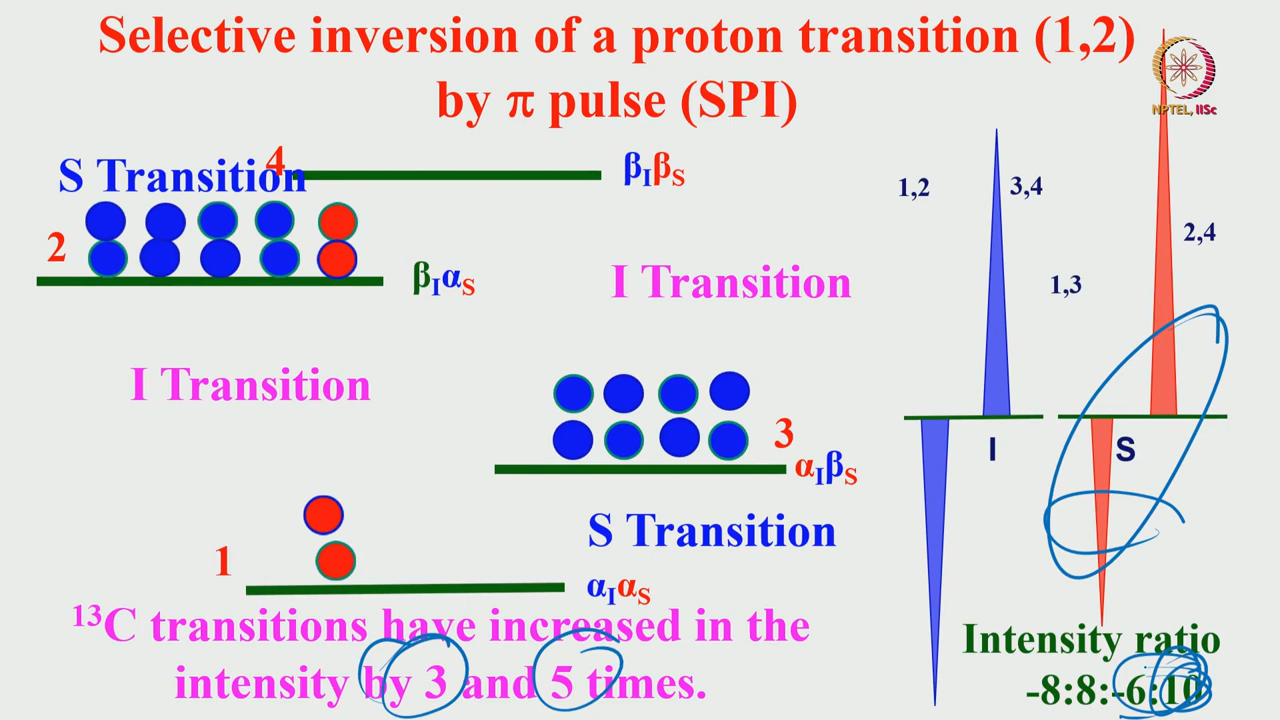 Selective inversion of a proton transition (1,2)
by π pulse (SPI)
NPTEL, IISc
S Transition
4
βIβS
1,2
3,4
2
2,4
βIαS
I Transition
1,3
I Transition
3
αIβS
I
S
S Transition
1
αIαS
¹³C transitions have increased in the
intensity by 3 and 5 times.
Intensity ratio
-8:8:-6:10